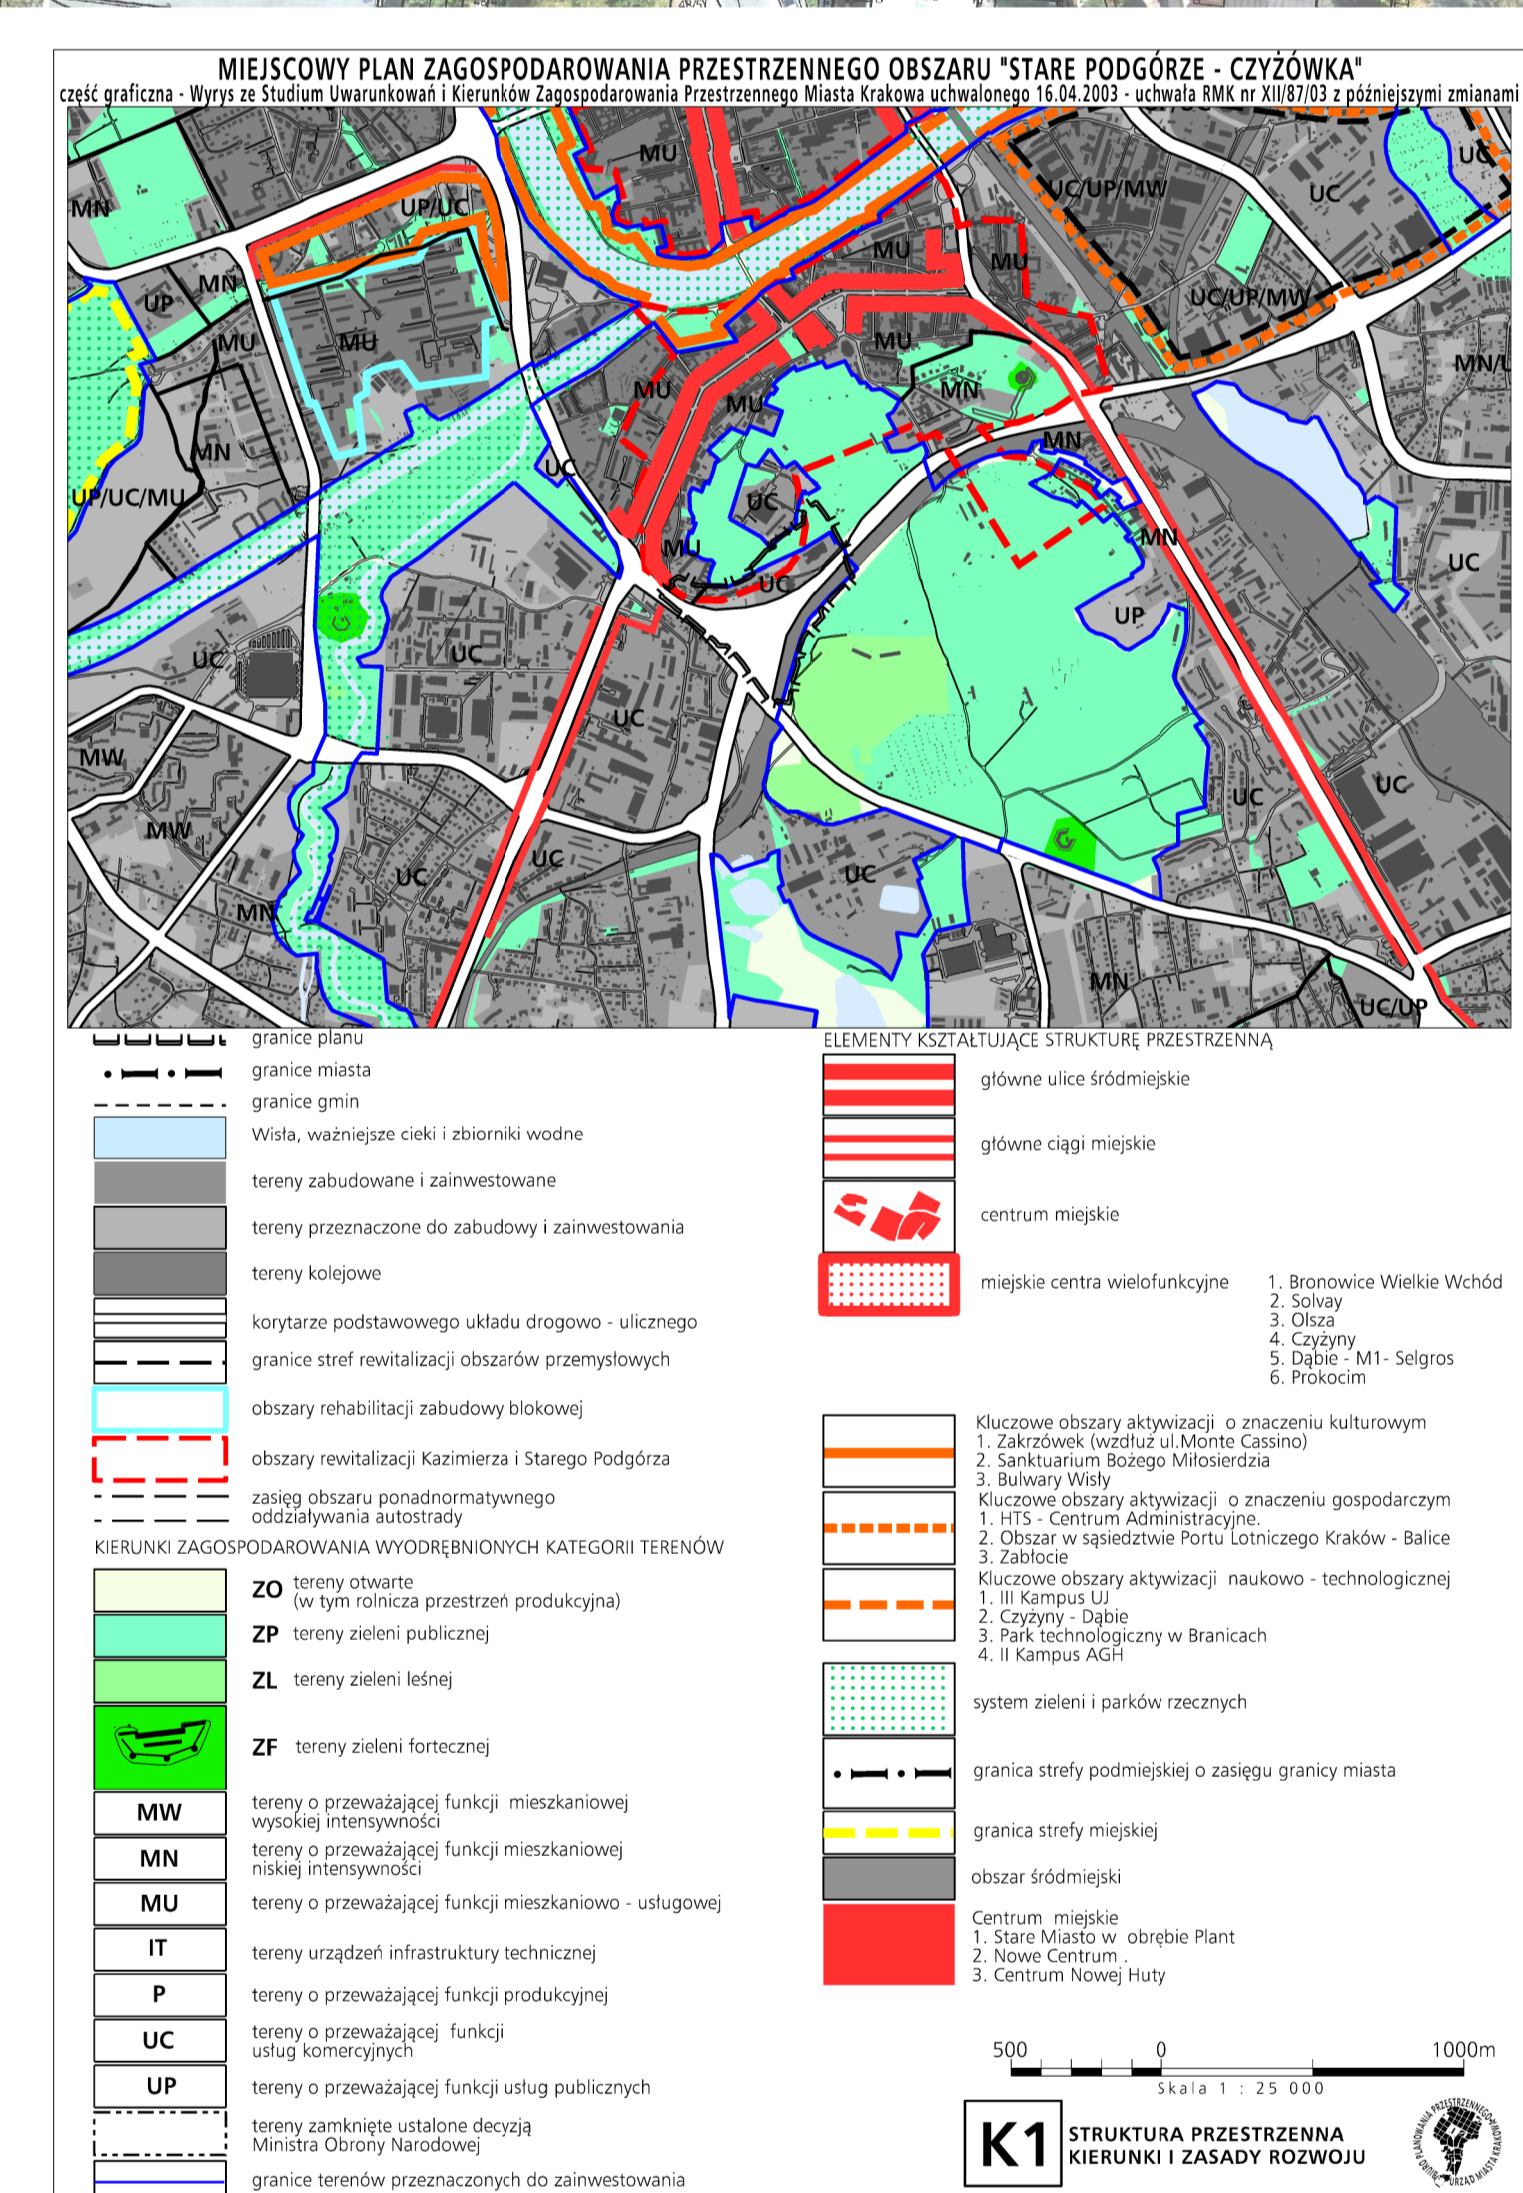 MIEJSCOWY PLAN ZAGOSPODAROWANIA PRZESTRZENNEGO OBSZARU "STARE PODGÓRZE - CZYŻÓWKA"
część graficzna - Wyrys ze Studium Uwarunkowań i Kierunków Zagospodarowania Przestrzennego Miasta Krakowa uchwalonego 16.04.2003 - uchwała RMK nr XII/87/03 z późniejszymi zmianami
MU
UC
UC/UP/MW
UC
MN
UP/UC
MU
MU
MN
UP
UC/UP/MW
MU
MU
MU
MN/U
MU
MN
MU
MN
MN
UC
UP/UC/MU
UC
MN
MU
UC
UC
UP
UC
UC
UC
MW
UC
UC
MW
UC
UC
UC
MN
MN
UC/UP
granice planu
granice miasta
granice gmin
Wisła, ważniejsze cieki i zbiorniki wodne
tereny zabudowane i zainwestowane
tereny przeznaczone do zabudowy i zainwestowania
tereny kolejowe
korytarze podstawowego układu drogowo - ulicznego
granice stref rewitalizacji obszarów przemysłowych
obszary rehabilitacji zabudowy blokowej
obszary rewitalizacji Kazimierza i Starego Podgórza
zasięg obszaru ponadnormatywnego
oddziaływania autostrady
KIERUNKI ZAGOSPODAROWANIA WYODRĘBNIONYCH KATEGORII TERENÓW
ZO tereny otwarte
(w tym rolnicza przestrzeń produkcyjna)
ZP tereny zieleni publicznej
ZL tereny zieleni leśnej
ZF tereny zieleni fortecznej
MW tereny o przeważającej funkcji mieszkaniowej
wysokiej intensywności
MN tereny o przeważającej funkcji mieszkaniowej
niskiej intensywności
MU tereny o przeważającej funkcji mieszkaniowo - usługowej
IT tereny urządzeń infrastruktury technicznej
P tereny o przeważającej funkcji produkcyjnej
UC tereny o przeważającej funkcji
usług komercyjnych
UP tereny o przeważającej funkcji usług publicznych
tereny zamknięte ustalone decyzją
Ministra Obrony Narodowej
granice terenów przeznaczonych do zainwestowania
ELEMENTY KSZTAŁTUJĄCE STRUKTURĘ PRZESTRZENNĄ
główne ulice śródmiejskie
główne ciągi miejskie
centrum miejskie
miejskie centra wielofunkcyjne
1. Bronowice Wielkie Wchód
2. Solvay
3. Olsza
4. Czyżyny
5. Dąbie - M1- Selgros
6. Prokocim
Kluczowe obszary aktywizacji o znaczeniu kulturowym
1. Zakrzówek (wzdłuż ul.Monte Cassino)
2. Sanktuarium Bożego Miłosierdzia
3. Bulwary Wisły
Kluczowe obszary aktywizacji o znaczeniu gospodarczym
1. HTS - Centrum Administracyjne.
2. Obszar w sąsiedztwie Portu Lotniczego Kraków - Balice
3. Zabłocie
Kluczowe obszary aktywizacji naukowo - technologicznej
1. III Kampus UJ
2. Czyżyny - Dąbie
3. Park technologiczny w Branicach
4. II Kampus AGH
system zieleni i parków rzecznych
granica strefy podmiejskiej o zasięgu granicy miasta
granica strefy miejskiej
obszar śródmiejski
Centrum miejskie
1. Stare Miasto w obrębie Plant
2. Nowe Centrum .
3. Centrum Nowej Huty
500 0 1000m
Skala 1 : 25 000
K1
STRUKTURA PRZESTRZENNA
KIERUNKI I ZASADY ROZWOJU
BIURO PLANOWANIA PRZESTRZENNEGO
URZĄD MIASTA KRAKOWA